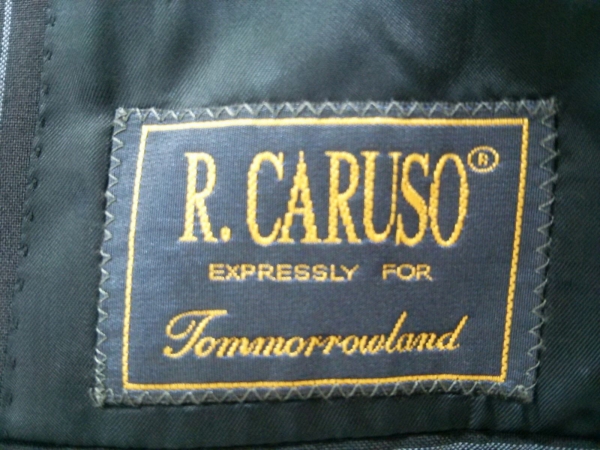 R. CARUSO®
EXPRESSLY FOR
Tommorrowland